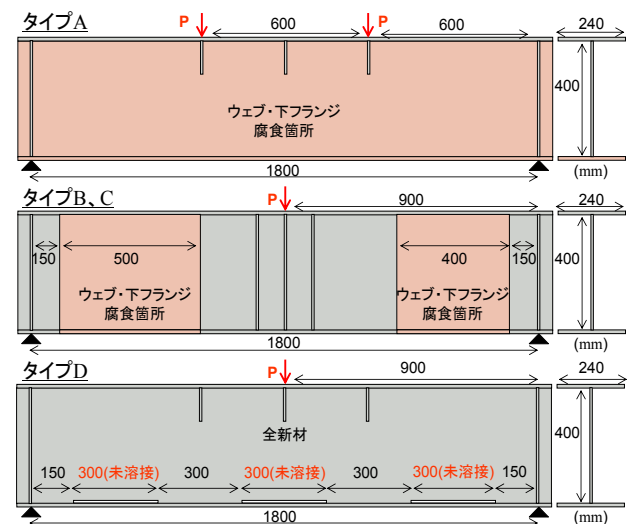 タイプA
P
600
P
600
240
400
ウェブ・下フランジ
腐食箇所
1800
(mm)
タイプB、C
P
900
240
150
500
400
150
400
ウェブ・下フランジ
腐食箇所
ウェブ・下フランジ
腐食箇所
1800
(mm)
タイプD
P
900
240
全新材
400
150
300(未溶接)
300
300(未溶接)
300
300(未溶接)
150
1800
(mm)